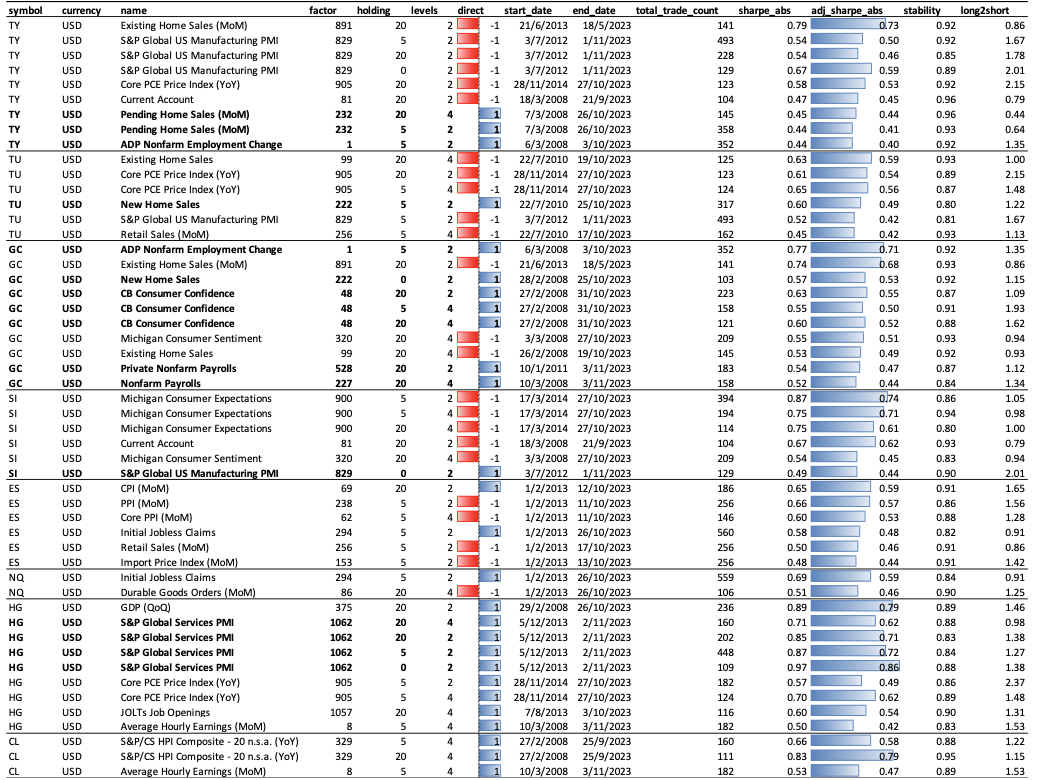 symbol currency name factor holding levels direct start_date end_date total_trade_count sharpe_abs adj_sharpe_abs stability long2short
TY USD Existing Home Sales (MoM) 891 20 2 -1 21/6/2013 18/5/2023 141 0.79 0.73 0.92 0.86
TY USD S&P Global US Manufacturing PMI 829 5 2 -1 3/7/2012 1/11/2023 493 0.54 0.50 0.92 1.67
TY USD S&P Global US Manufacturing PMI 829 20 2 -1 3/7/2012 1/11/2023 228 0.54 0.46 0.85 1.78
TY USD S&P Global US Manufacturing PMI 829 0 2 -1 3/7/2012 1/11/2023 129 0.67 0.59 0.89 2.01
TY USD Core PCE Price Index (YoY) 905 20 2 -1 28/11/2014 27/10/2023 123 0.58 0.53 0.92 2.15
TY USD Current Account 81 20 2 -1 18/3/2008 21/9/2023 104 0.47 0.45 0.96 0.79
TY USD Pending Home Sales (MoM) 232 20 4 1 7/3/2008 26/10/2023 145 0.45 0.44 0.96 0.44
TY USD Pending Home Sales (MoM) 232 5 2 1 7/3/2008 26/10/2023 358 0.44 0.41 0.93 0.64
TY USD ADP Nonfarm Employment Change 1 5 2 1 6/3/2008 3/10/2023 352 0.44 0.40 0.92 1.35
TU USD Existing Home Sales 99 20 4 -1 22/7/2010 19/10/2023 125 0.63 0.59 0.93 1.00
TU USD Core PCE Price Index (YoY) 905 20 2 -1 28/11/2014 27/10/2023 123 0.61 0.54 0.89 2.15
TU USD Core PCE Price Index (YoY) 905 5 4 -1 28/11/2014 27/10/2023 124 0.65 0.56 0.87 1.48
TU USD New Home Sales 222 5 2 1 22/7/2010 25/10/2023 317 0.60 0.49 0.80 1.22
TU USD S&P Global US Manufacturing PMI 829 5 2 -1 3/7/2012 1/11/2023 493 0.52 0.42 0.81 1.67
TU USD Retail Sales (MoM) 256 5 4 -1 22/7/2010 17/10/2023 162 0.45 0.42 0.93 1.13
GC USD ADP Nonfarm Employment Change 1 5 2 1 6/3/2008 3/10/2023 352 0.77 0.71 0.92 1.35
GC USD Existing Home Sales (MoM) 891 20 2 -1 21/6/2013 18/5/2023 141 0.74 0.68 0.93 0.86
GC USD New Home Sales 222 0 2 1 28/2/2008 25/10/2023 103 0.57 0.53 0.92 1.15
GC USD CB Consumer Confidence 48 20 2 1 27/2/2008 31/10/2023 223 0.63 0.55 0.87 1.09
GC USD CB Consumer Confidence 48 5 4 1 27/2/2008 31/10/2023 158 0.55 0.50 0.91 1.93
GC USD CB Consumer Confidence 48 20 4 1 27/2/2008 31/10/2023 121 0.60 0.52 0.88 1.62
GC USD Michigan Consumer Sentiment 320 20 4 -1 3/3/2008 27/10/2023 209 0.55 0.51 0.93 0.94
GC USD Existing Home Sales 99 20 4 -1 26/2/2008 19/10/2023 145 0.53 0.49 0.92 0.93
GC USD Private Nonfarm Payrolls 528 20 2 1 10/1/2011 3/11/2023 183 0.54 0.47 0.87 1.12
GC USD Nonfarm Payrolls 227 20 4 1 10/3/2008 3/11/2023 158 0.52 0.44 0.84 1.34
SI USD Michigan Consumer Expectations 900 5 2 -1 17/3/2014 27/10/2023 394 0.87 0.74 0.86 1.05
SI USD Michigan Consumer Expectations 900 5 4 -1 17/3/2014 27/10/2023 194 0.75 0.71 0.94 0.98
SI USD Michigan Consumer Expectations 900 20 4 -1 17/3/2014 27/10/2023 114 0.75 0.61 0.80 1.00
SI USD Current Account 81 20 2 -1 18/3/2008 21/9/2023 104 0.67 0.62 0.93 0.79
SI USD Michigan Consumer Sentiment 320 20 4 -1 3/3/2008 27/10/2023 209 0.54 0.45 0.83 0.94
SI USD S&P Global US Manufacturing PMI 829 0 2 1 3/7/2012 1/11/2023 129 0.49 0.44 0.90 2.01
ES USD CPI (MoM) 69 20 2 1 1/2/2013 12/10/2023 186 0.65 0.59 0.91 1.65
ES USD PPI (MoM) 238 5 2 -1 1/2/2013 11/10/2023 256 0.66 0.57 0.86 1.56
ES USD Core PPI (MoM) 62 5 4 -1 1/2/2013 11/10/2023 146 0.60 0.53 0.88 1.28
ES USD Initial Jobless Claims 294 5 2 1 1/2/2013 26/10/2023 560 0.58 0.48 0.82 0.91
ES USD Retail Sales (MoM) 256 5 2 -1 1/2/2013 17/10/2023 256 0.50 0.46 0.91 0.86
ES USD Import Price Index (MoM) 153 5 2 -1 1/2/2013 13/10/2023 256 0.48 0.44 0.91 1.42
NQ USD Initial Jobless Claims 294 5 2 1 1/2/2013 26/10/2023 559 0.69 0.59 0.84 0.91
NQ USD Durable Goods Orders (MoM) 86 20 4 -1 1/2/2013 26/10/2023 106 0.51 0.46 0.90 1.25
HG USD GDP (QoQ) 375 20 2 1 29/2/2008 26/10/2023 236 0.89 0.79 0.89 1.46
HG USD S&P Global Services PMI 1062 20 4 1 5/12/2013 2/11/2023 160 0.71 0.62 0.88 0.98
HG USD S&P Global Services PMI 1062 20 2 1 5/12/2013 2/11/2023 202 0.85 0.71 0.83 1.38
HG USD S&P Global Services PMI 1062 5 2 1 5/12/2013 2/11/2023 448 0.87 0.72 0.84 1.27
HG USD S&P Global Services PMI 1062 0 2 1 5/12/2013 2/11/2023 109 0.97 0.86 0.88 1.38
HG USD Core PCE Price Index (YoY) 905 5 2 1 28/11/2014 27/10/2023 182 0.57 0.49 0.86 2.37
HG USD Core PCE Price Index (YoY) 905 5 4 1 28/11/2014 27/10/2023 124 0.70 0.62 0.89 1.48
HG USD JOLTs Job Openings 1057 20 4 1 7/8/2013 3/10/2023 116 0.60 0.54 0.90 1.31
HG USD Average Hourly Earnings (MoM) 8 5 4 1 10/3/2008 3/11/2023 182 0.50 0.42 0.83 1.53
CL USD S&P/CS HPI Composite - 20 n.s.a. (YoY) 329 5 4 1 27/2/2008 25/9/2023 160 0.66 0.58 0.88 1.22
CL USD S&P/CS HPI Composite - 20 n.s.a. (YoY) 329 20 4 1 27/2/2008 25/9/2023 111 0.83 0.79 0.95 1.15
CL USD Average Hourly Earnings (MoM) 8 5 4 1 10/3/2008 3/11/2023 182 0.53 0.47 0.89 1.53